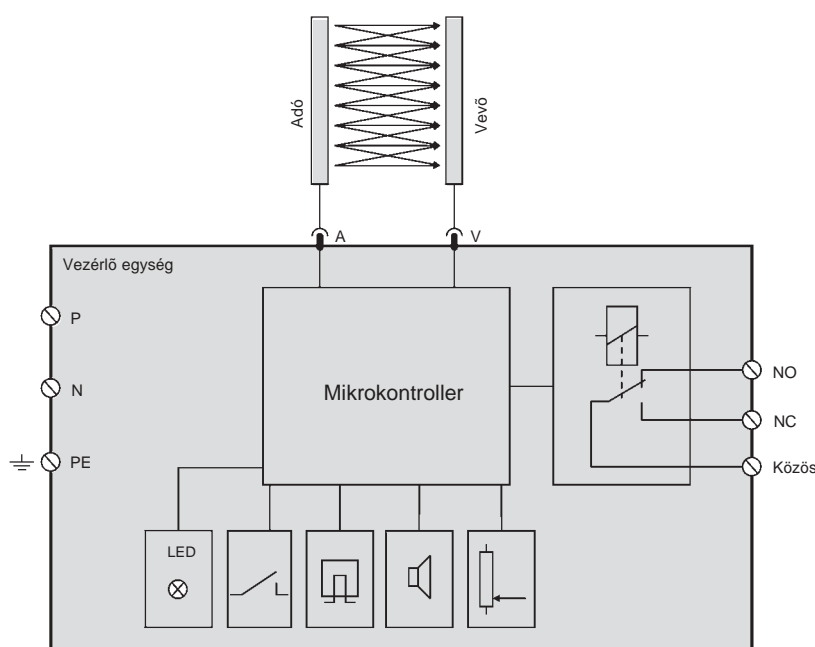 Adó
Vevő
A
V
Vezérlő egység
P
N
PE
Mikrokontroller
NO
NC
Közös
LED